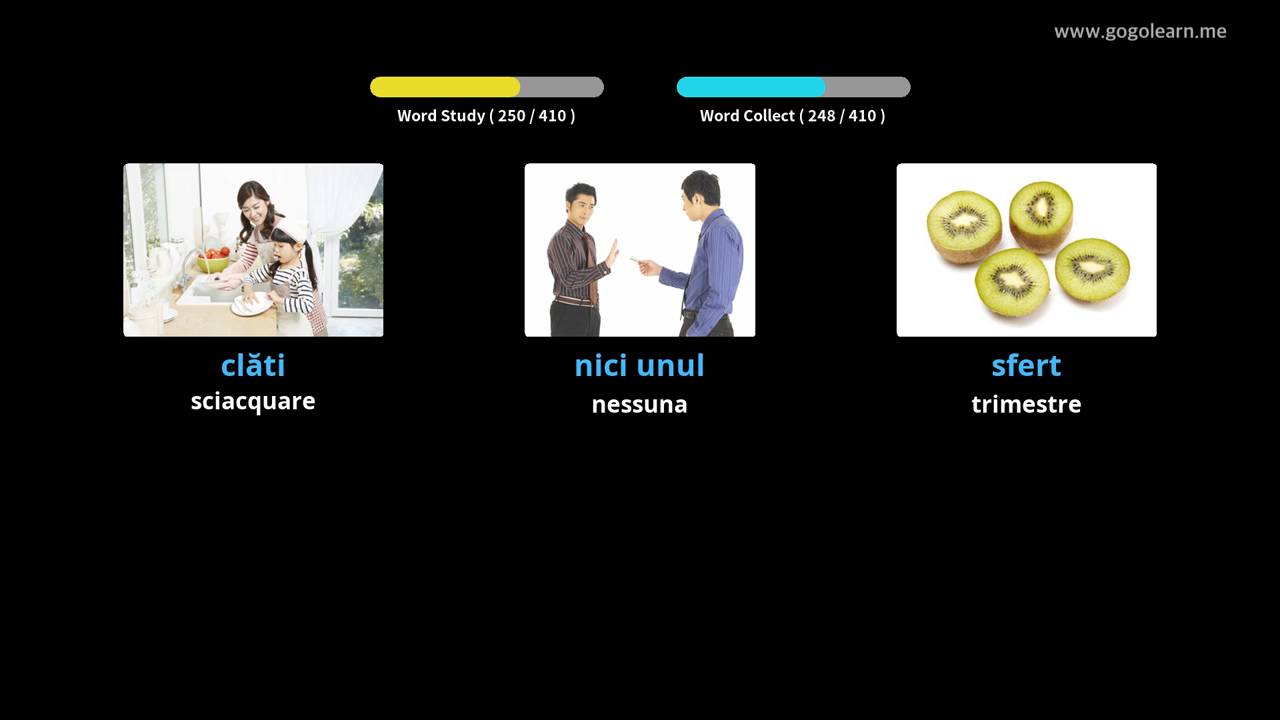 www.gogolearn.me
Word Study ( 250 / 410 )
Word Collect ( 248 / 410 )
clăti
sciacquare
nici unul
nessuna
sfert
trimestre